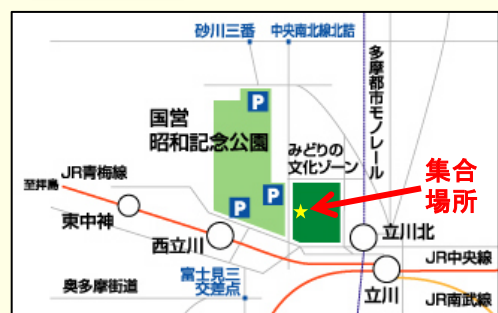 砂川三番
中央南北線北詰
P
国営
昭和記念公園
みどりの
文化ゾーン
多摩都市モノレール
集合
場所
JR青梅線
至拝島
東中神
P
P
西立川
立川北
JR中央線
富士見三
交差点
奥多摩街道
立川
JR南武線